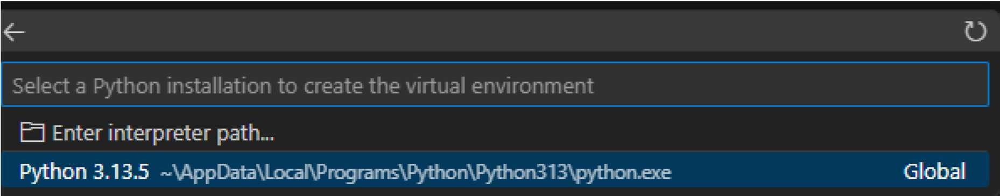 Select a Python installation to create the virtual environment
Enter interpreter path...
Python 3.13.5 ~\AppData\Local\Programs\Python\Python313\python.exe Global